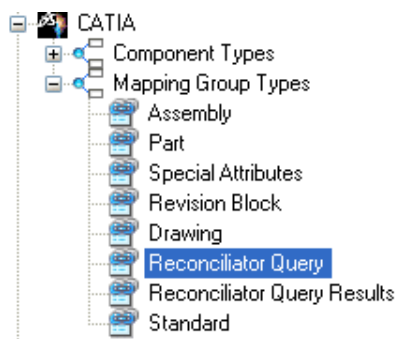 CATIA
Component Types
Mapping Group Types
Assembly
Part
Special Attributes
Revision Block
Drawing
Reconciliator Query
Reconciliator Query Results
Standard